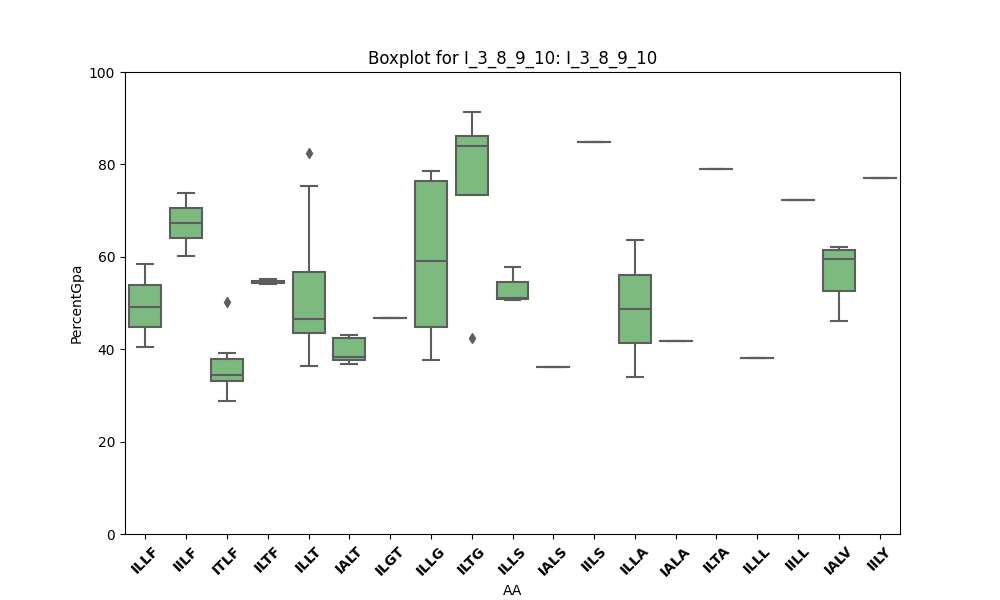 Boxplot for I_3_8_9_10: I_3_8_9_10
PercentGpa
100
80
60
40
20
0
ILLF IILF ITLF ILTF ILLT IALT ILGT ILLG ILTG ILLS IALS IILS ILLA IALA ILTA ILLL IILL IALV IILY
AA